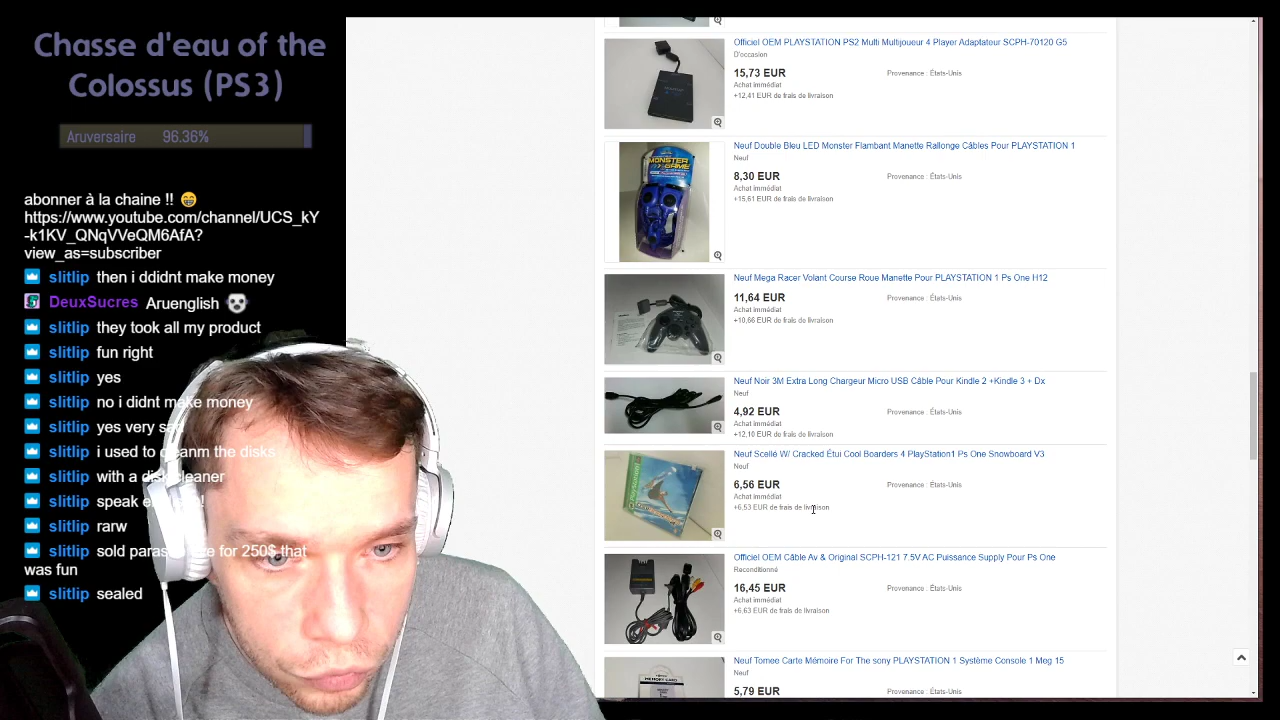 Chasse d'eau of the
Colossus (PS3)
Aruversaire 96.36%
abonner à la chaine !! 😁
https://www.youtube.com/channel/UCS_kY
-k1KV_QNqVVeQM6AfA?
view_as=subscriber
slitlip then i ddidnt make money
DeuxSucres Aruenglish 💀
slitlip they took all my product
slitlip fun right
slitlip yes
slitlip no i didnt make money
slitlip yes very sad
slitlip i used to cleanm the disks
slitlip with a disk cleaner
slitlip speak
slitlip rarw
slitlip sold parasite eve for 250$ that
was fun
slitlip sealed
Officiel OEM PLAYSTATION PS2 Multi Multijoueur 4 Player Adaptateur SCPH-70120 G5
D'occasion
15,73 EUR Provenance : États-Unis
Achat immédiat
+12,41 EUR de frais de livraison
Neuf Double Bleu LED Monster Flambant Manette Rallonge Câbles Pour PLAYSTATION 1
Neuf
8,30 EUR Provenance : États-Unis
Achat immédiat
+15,61 EUR de frais de livraison
MONSTER
GAME
Neuf Mega Racer Volant Course Roue Manette Pour PLAYSTATION 1 Ps One H12
11,64 EUR Provenance : États-Unis
Achat immédiat
+10,66 EUR de frais de livraison
Neuf Noir 3M Extra Long Chargeur Micro USB Câble Pour Kindle 2 +Kindle 3 + Dx
Neuf
4,92 EUR Provenance : États-Unis
Achat immédiat
+12,10 EUR de frais de livraison
Neuf Scellé W/ Cracked Étui Cool Boarders 4 PlayStation1 Ps One Snowboard V3
Neuf
6,56 EUR Provenance : États-Unis
Achat immédiat
+6,53 EUR de frais de livraison
Officiel OEM Câble Av & Original SCPH-121 7.5V AC Puissance Supply Pour Ps One
Reconditionné
16,45 EUR Provenance : États-Unis
Achat immédiat
+6,63 EUR de frais de livraison
Neuf Tomee Carte Mémoire For The sony PLAYSTATION 1 Système Console 1 Meg 15
Neuf
5,79 EUR Provenance : États-Unis
MEMORY CARD